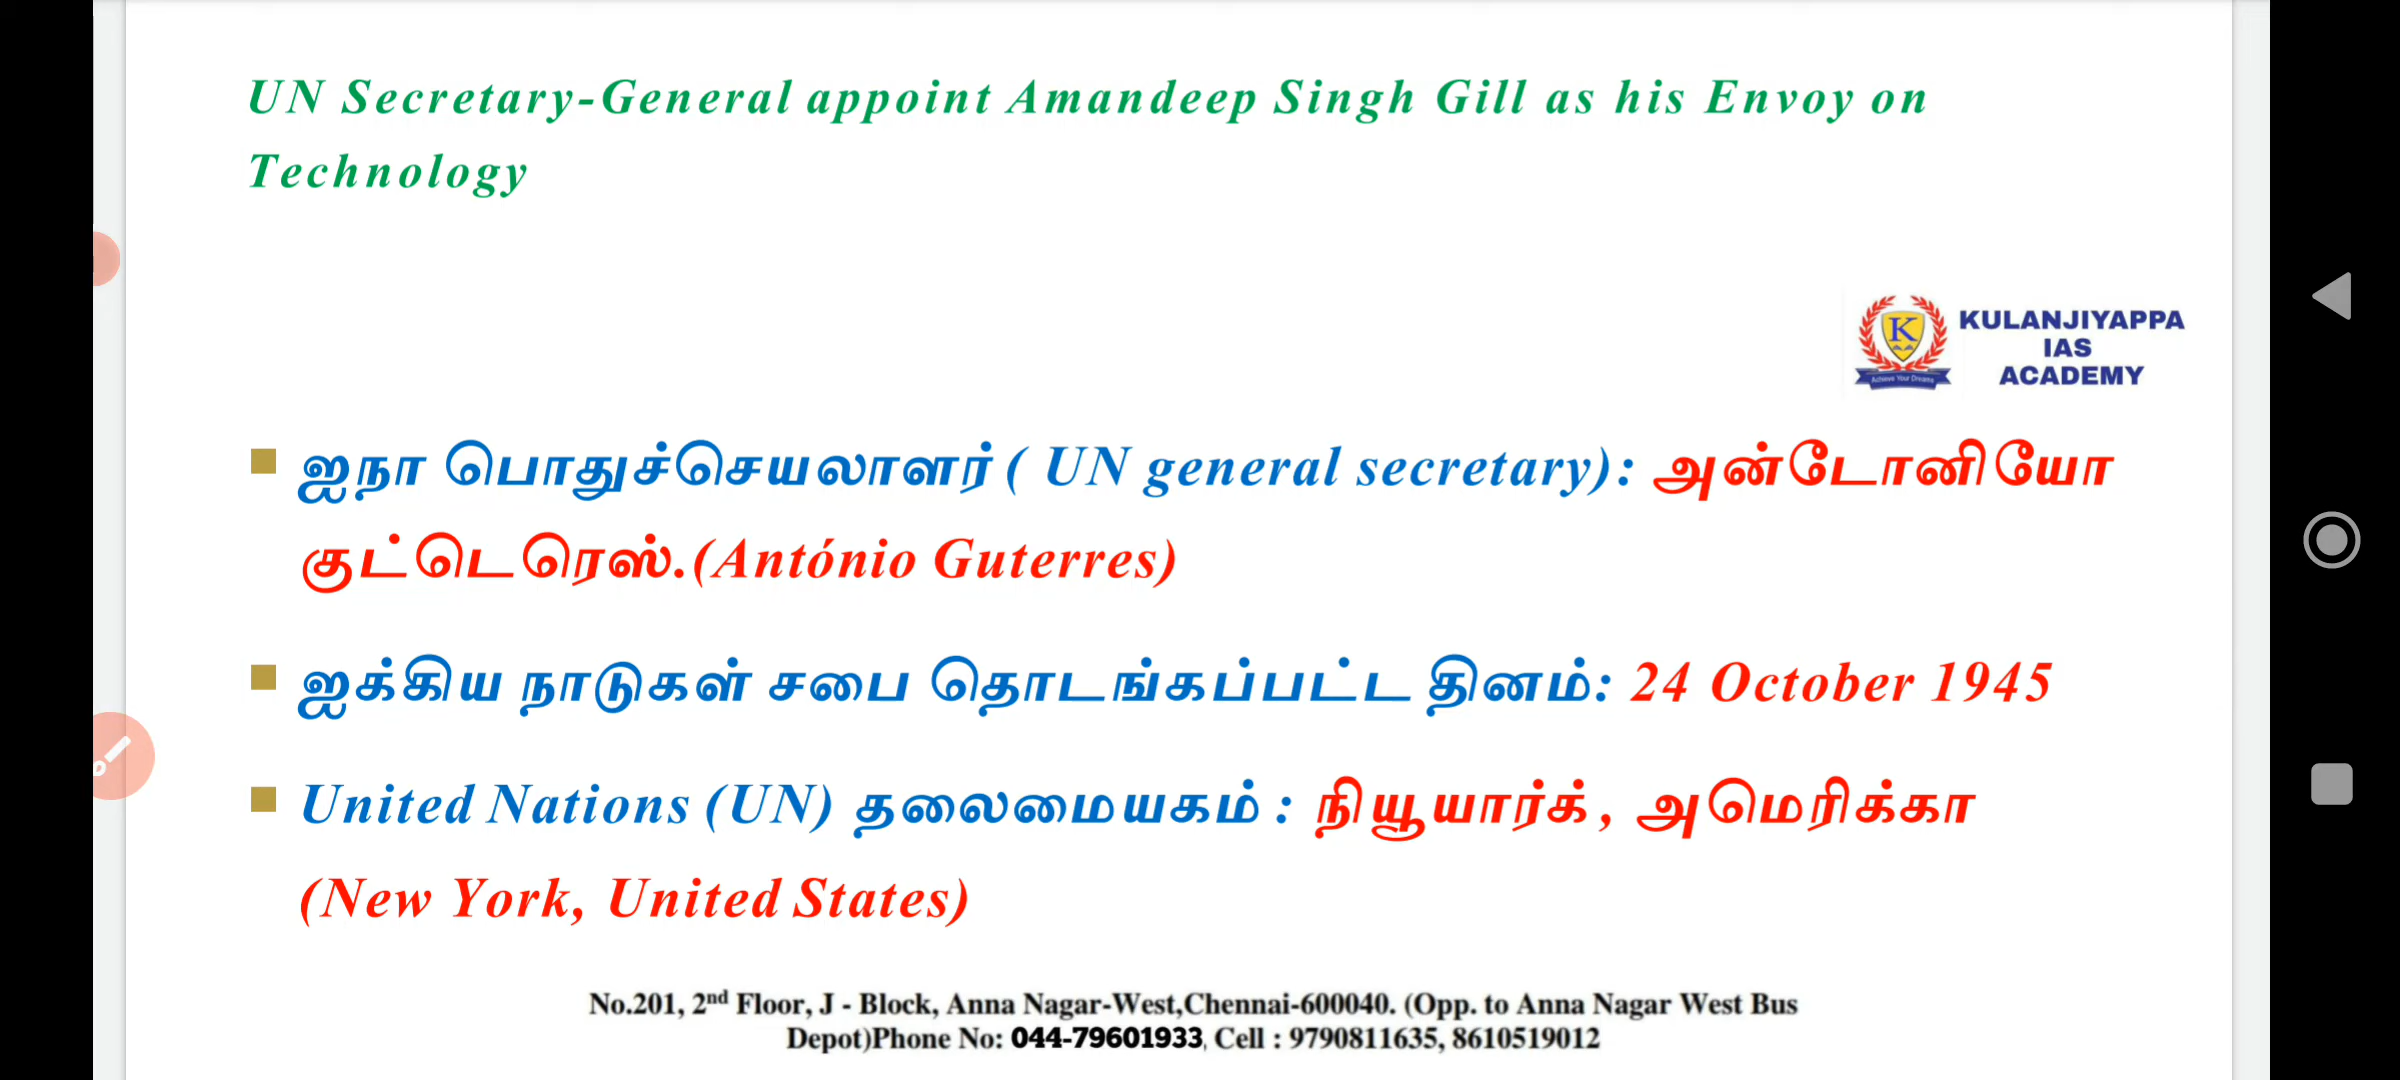 UN Secretary-General appoint Amandeep Singh Gill as his Envoy on
Technology
K
Achieve Your Dreams
KULANJIYAPPA
IAS
ACADEMY
ஐநா பொதுச்செயலாளர் ( UN general secretary): அன்டோனியோ
குட்டெரெஸ்.(António Guterres)
ஐக்கிய நாடுகள் சபை தொடங்கப்பட்ட தினம்: 24 October 1945
United Nations (UN) தலைமையகம் : நியூயார்க், அமெரிக்கா
(New York, United States)
No.201, 2nd Floor, J - Block, Anna Nagar-West,Chennai-600040. (Opp. to Anna Nagar West Bus
Depot)Phone No: 044-79601933, Cell : 9790811635, 8610519012